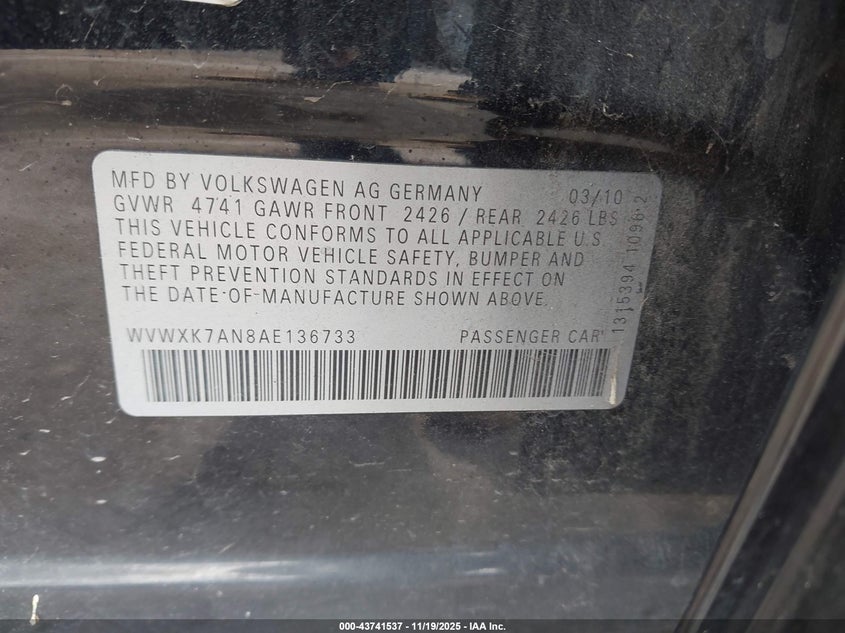 MFD BY VOLKSWAGEN AG GERMANY 03/10
GVWR 4741 GAWR FRONT 2426 / REAR 2426 LBS
THIS VEHICLE CONFORMS TO ALL APPLICABLE U.S
FEDERAL MOTOR VEHICLE SAFETY, BUMPER AND
THEFT PREVENTION STANDARDS IN EFFECT ON
THE DATE-OF-MANUFACTURE SHOWN ABOVE.
WVWXK7AN8AE136733 PASSENGER CAR
1315394 10962
000-43741537 - 11/19/2025 - IAA Inc.